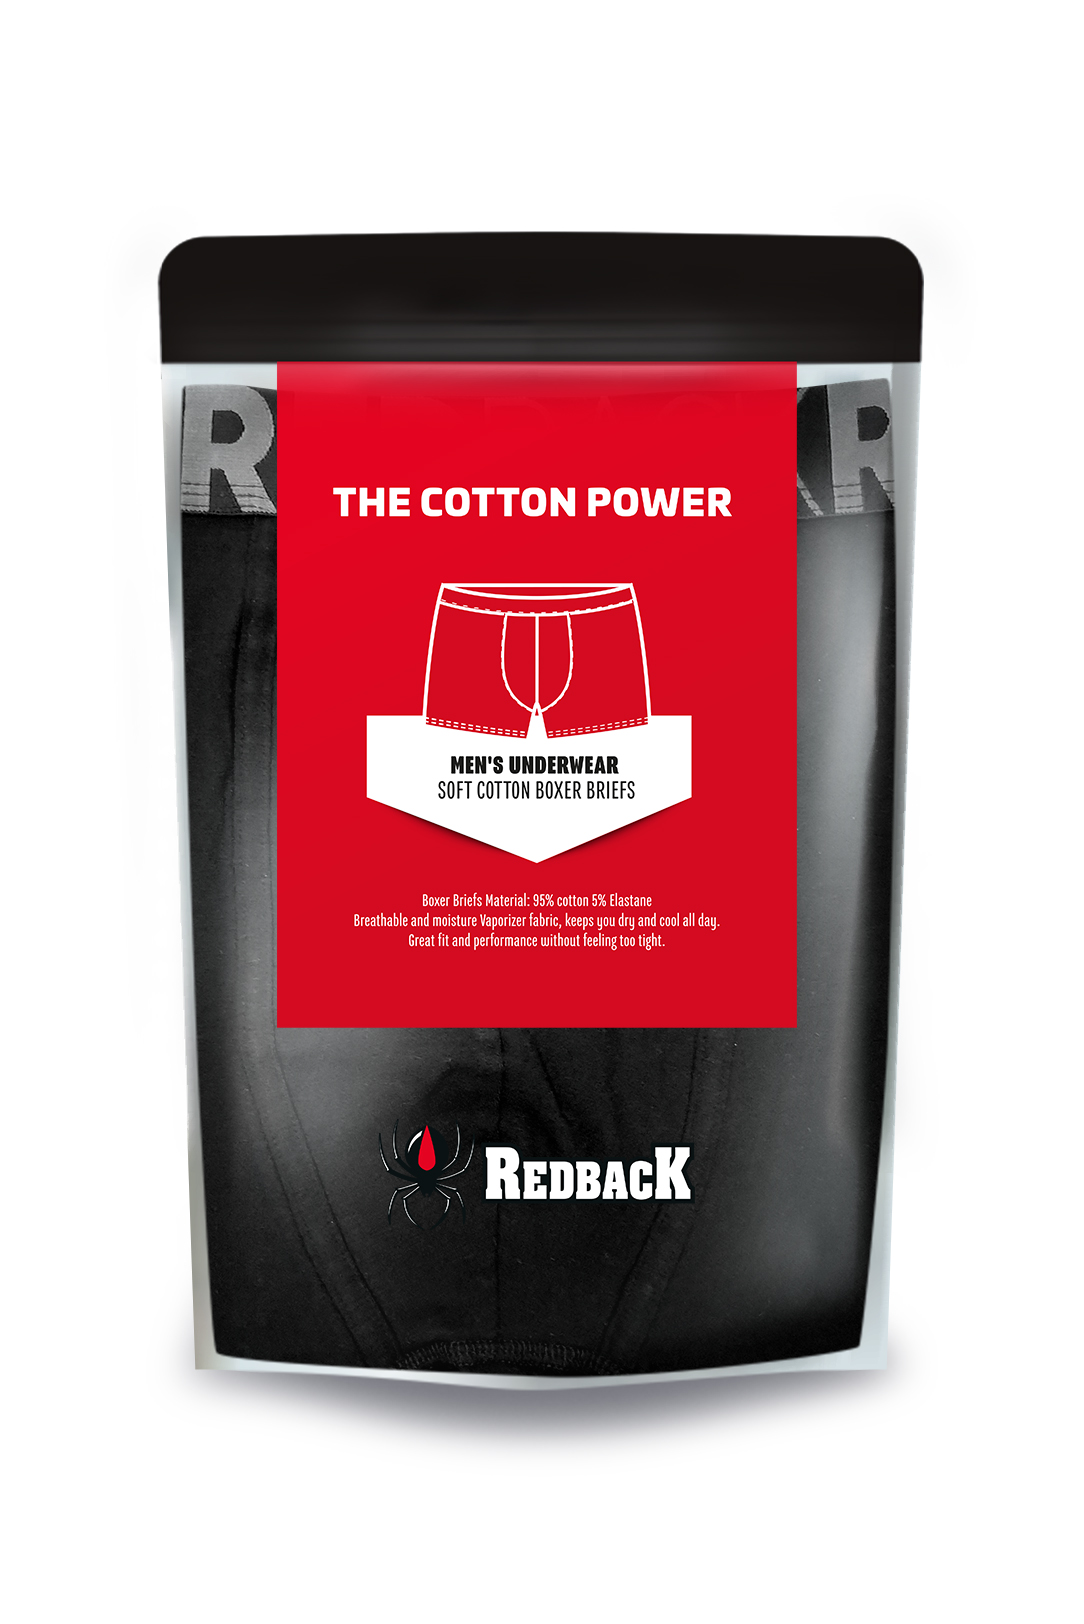 R
KR
THE COTTON POWER
MEN'S UNDERWEAR
SOFT COTTON BOXER BRIEFS
Boxer Briefs Material: 95% cotton 5% Elastane
Breathable and moisture Vaporizer fabric, keeps you dry and cool all day.
Great fit and performance without feeling too tight.
REDBACK